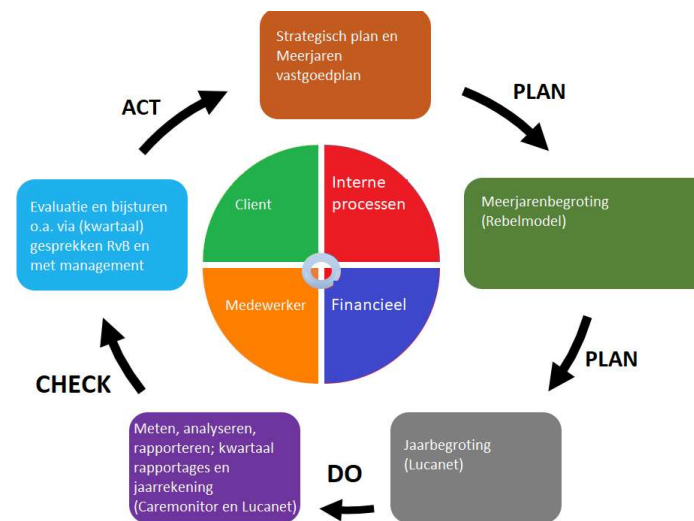 Strategisch plan en
Meerjaren
vastgoedplan
PLAN
ACT
Meerjarenbegroting
(Rebelmodel)
PLAN
Jaarbegroting
(Lucanet)
DO
Meten, analyseren,
rapporteren; kwartaal
rapportages en
jaarrekening
(Caremonitor en Lucanet)
CHECK
Evaluatie en bijsturen
o.a. via (kwartaal)
gesprekken RvB en
met management
Client
Interne
processen
Medewerker
Financieel